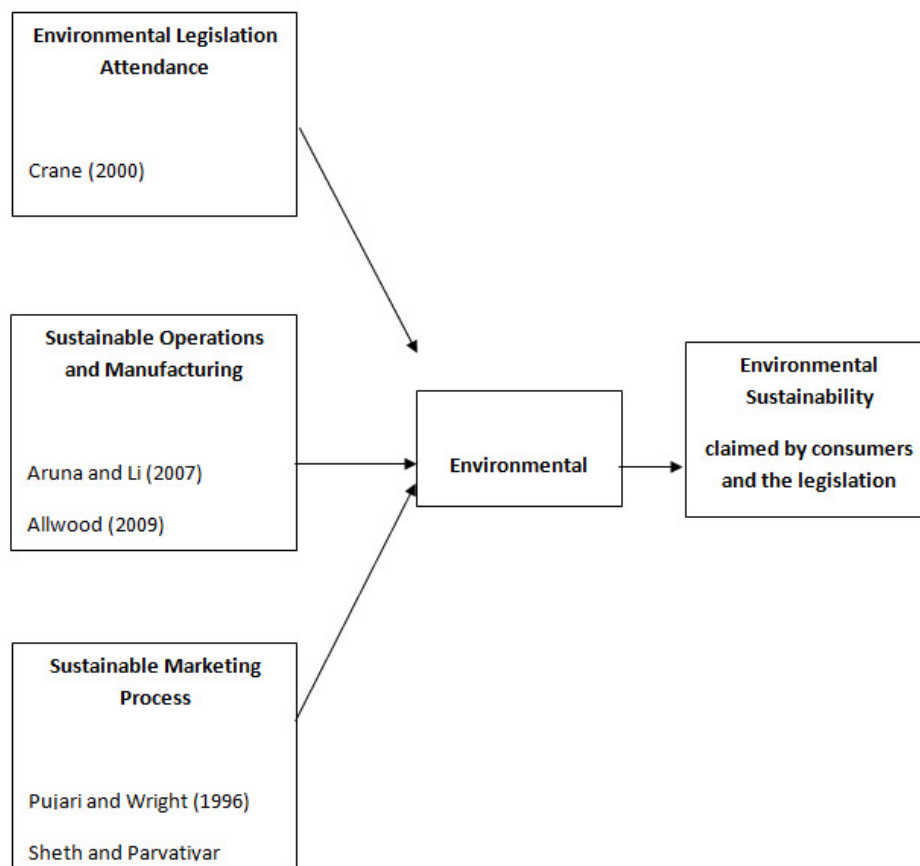 Environmental Legislation
Attendance
Crane (2000)
Sustainable Operations
and Manufacturing
Aruna and Li (2007)
Allwood (2009)
Sustainable Marketing
Process
Pujari and Wright (1996)
Sheth and Parvatiyar
Environmental
Environmental
Sustainability
claimed by consumers
and the legislation